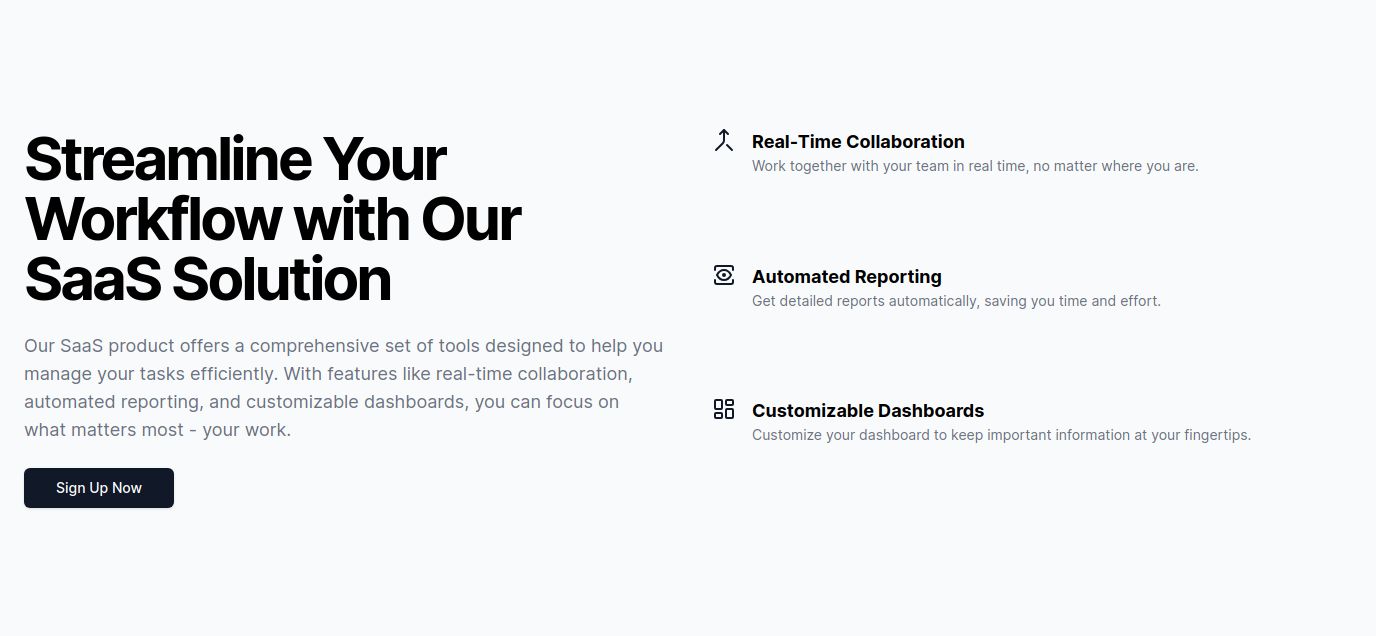 Streamline Your
Workflow with Our
SaaS Solution
Our SaaS product offers a comprehensive set of tools designed to help you
manage your tasks efficiently. With features like real-time collaboration,
automated reporting, and customizable dashboards, you can focus on
what matters most - your work.
Sign Up Now
Real-Time Collaboration
Work together with your team in real time, no matter where you are.
Automated Reporting
Get detailed reports automatically, saving you time and effort.
Customizable Dashboards
Customize your dashboard to keep important information at your fingertips.